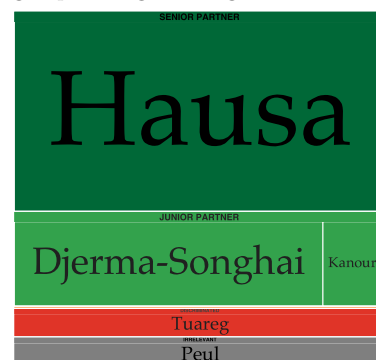 SENIOR PARTNER
Hausa
JUNIOR PARTNER
Djerma-Songhai
Kanour
Tuareg
IRRELEVANT
Peul